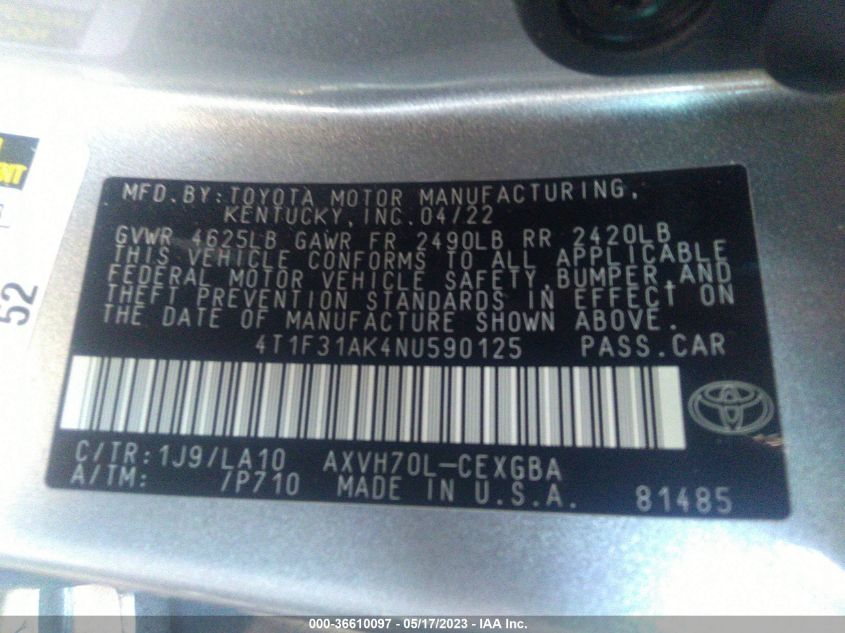 MFD.BY:TOYOTA MOTOR MANUFACTURING,
KENTUCKY,INC.04/22
GVWR 4625LB GAWR FR 2490LB RR 2420LB
THIS VEHICLE CONFORMS TO ALL APPLICABLE
FEDERAL MOTOR VEHICLE SAFETY,BUMPER,AND
THEFT PREVENTION STANDARDS IN EFFECT ON
THE DATE OF MANUFACTURE SHOWN ABOVE.
4T1F31AK4NU590125 PASS.CAR
C/TR:1J9/LA10 AXVH70L-CEXGBA
A/TM: /P710 MADE IN U.S.A. 81485
52
000-36610097 - 05/17/2023 - IAA Inc.